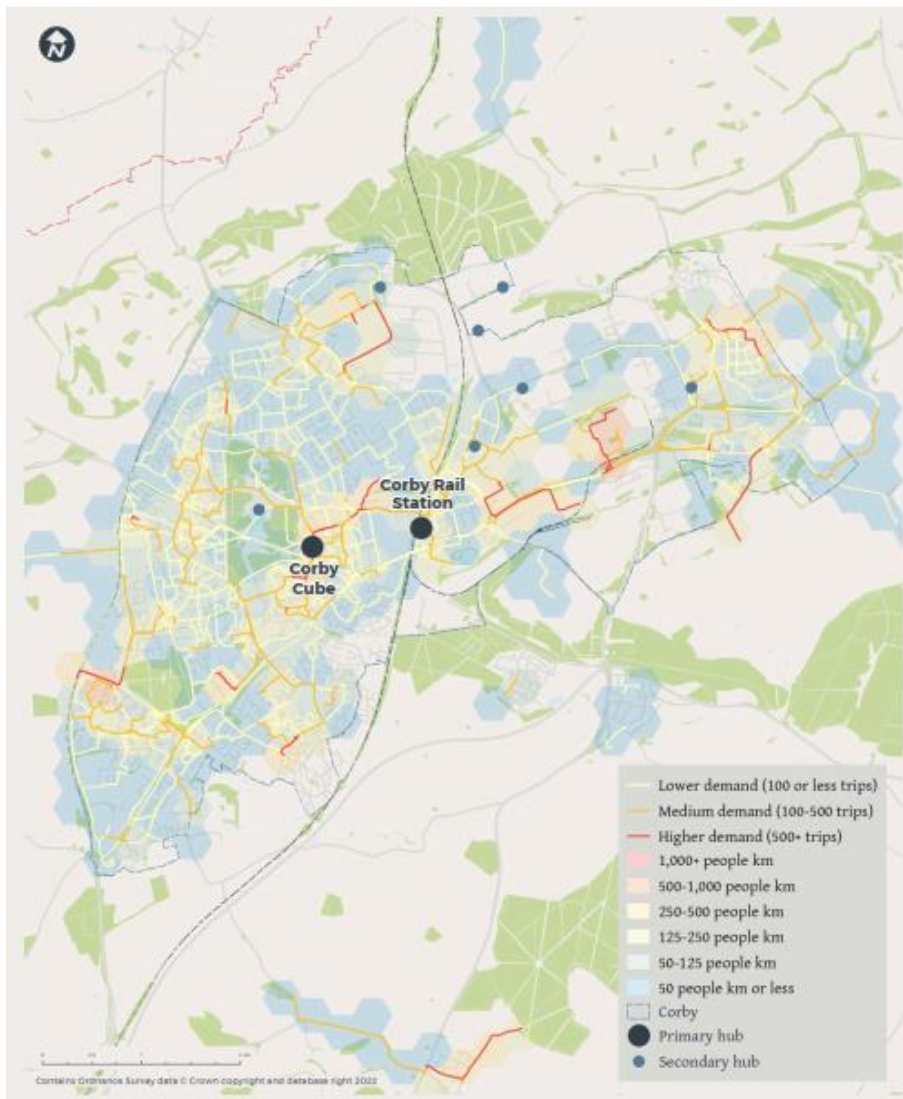 N
Corby Rail
Station
Corby
Cube
Lower demand (100 or less trips)
Medium demand (100-500 trips)
Higher demand (500+ trips)
1,000+ people km
500-1,000 people km
250-500 people km
125-250 people km
50-125 people km
50 people km or less
Corby
Primary hub
Secondary hub
Contains Ordnance Survey data © Crown copyright and database right 2022